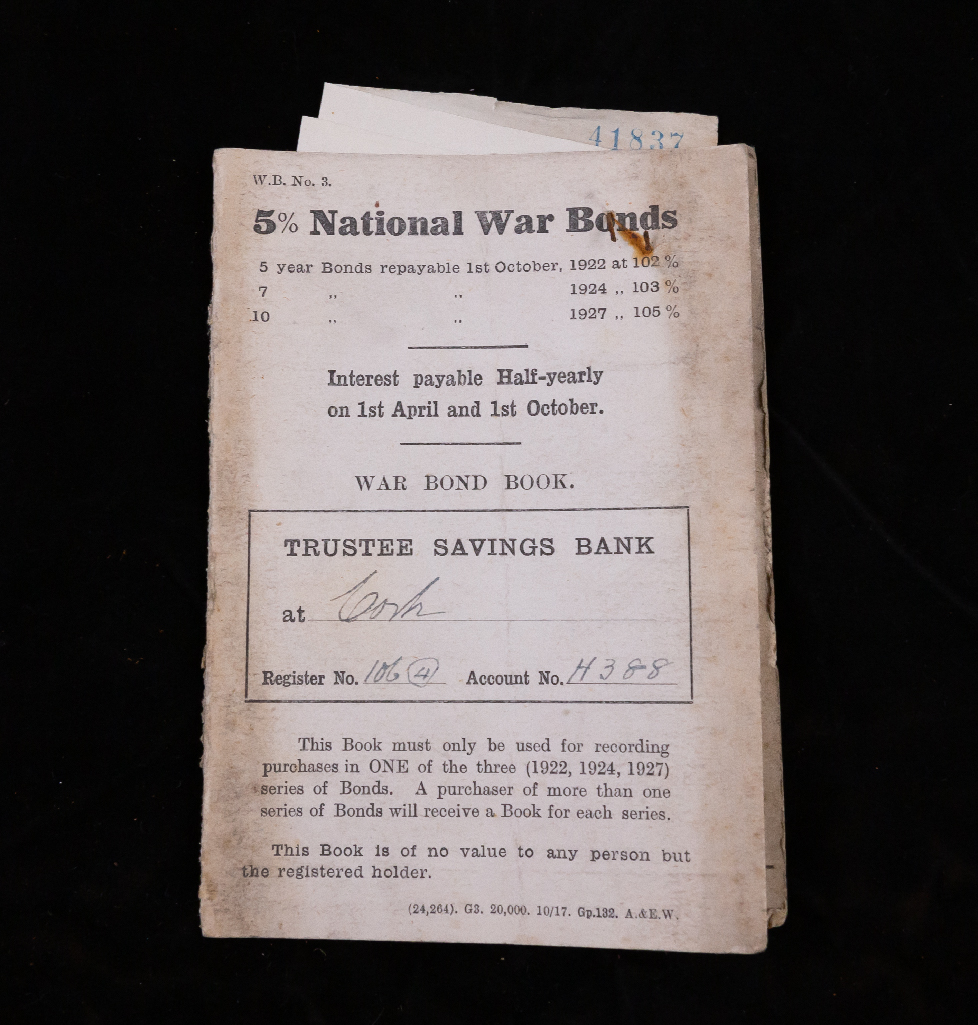 41837
W.B. No. 3.
5% National War Bonds
5 year Bonds repayable 1st October, 1922 at 102 %
7 „ „ 1924 „ 103 %
10 „ „ 1927 „ 105 %
Interest payable Half-yearly
on 1st April and 1st October.
WAR BOND BOOK.
TRUSTEE SAVINGS BANK
at Cork
Register No. 106 4 Account No. H388
This Book must only be used for recording
purchases in ONE of the three (1922, 1924, 1927)
series of Bonds. A purchaser of more than one
series of Bonds will receive a Book for each series.
This Book is of no value to any person but
the registered holder.
(24,264). G3. 20,000. 10/17. Gp.132. A.&E.W.